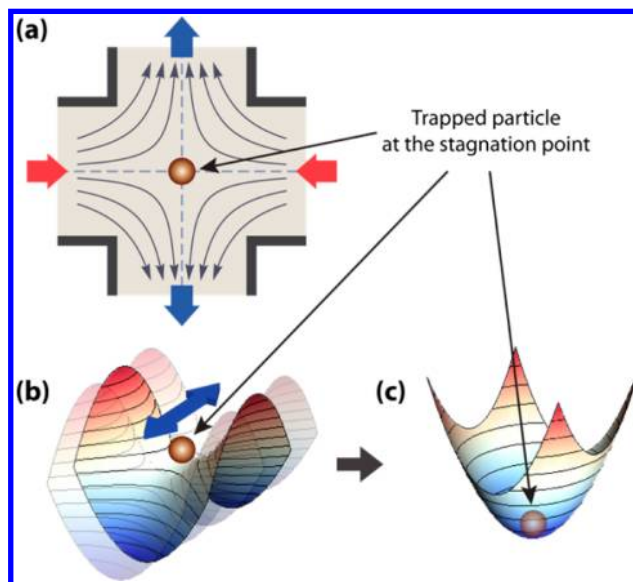 (a)
Trapped particle
at the stagnation point
(b)
(c)